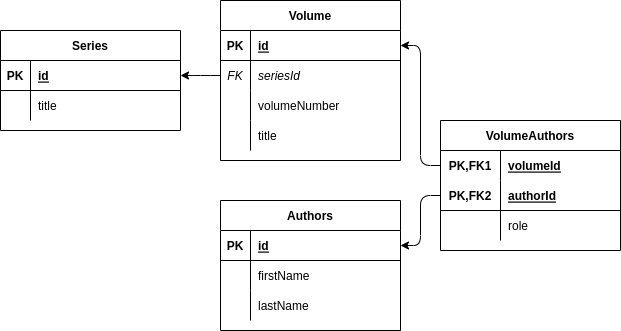 Series
PK id
title
Volume
PK id
FK seriesId
volumeNumber
title
Authors
PK id
firstName
lastName
VolumeAuthors
PK,FK1 volumeId
PK,FK2 authorId
role